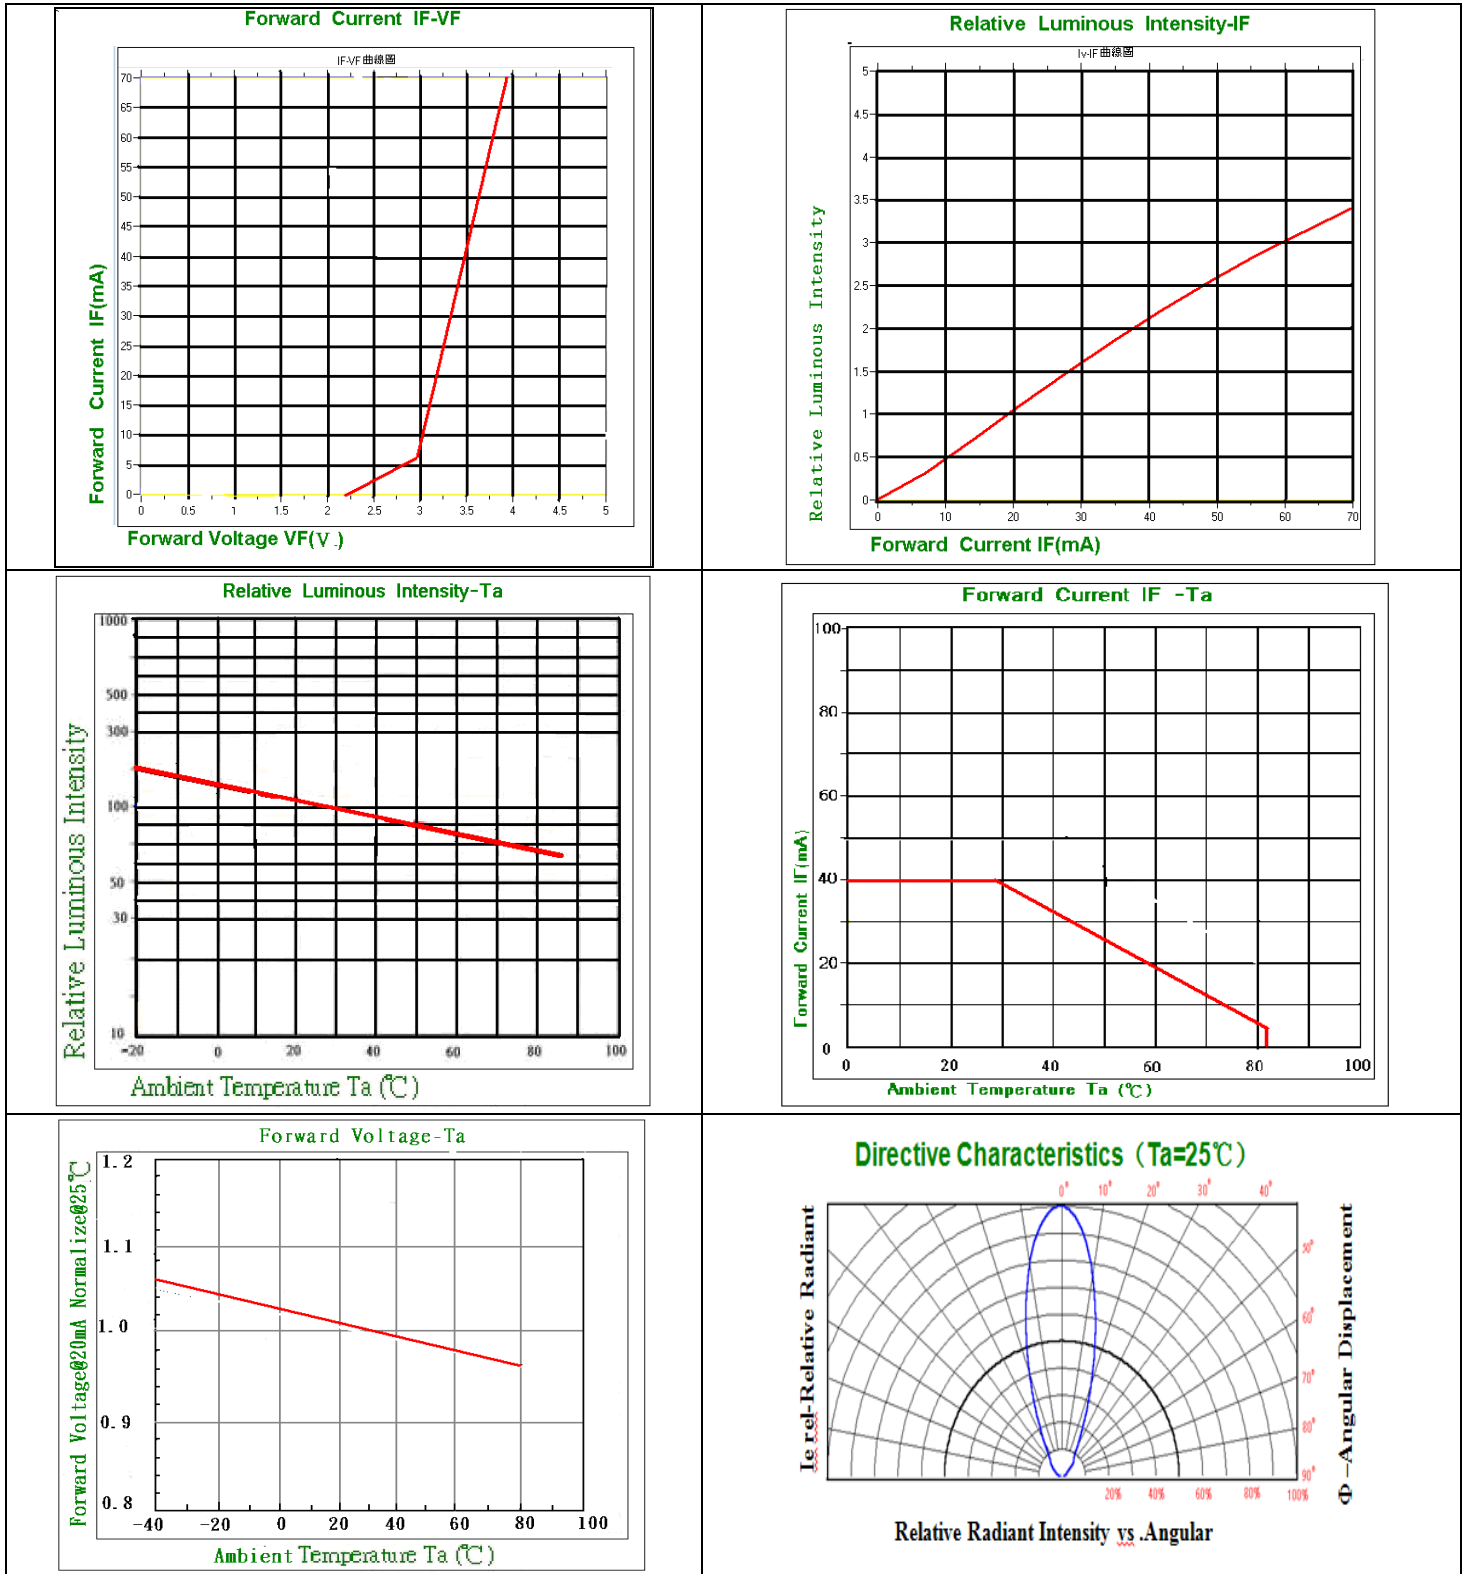 Forward Current IF-VF
IF-VF 曲線圖
70
65
60
55
50
45
40
35
30
25
20
15
10
5
0
0 0.5 1 1.5 2 2.5 3 3.5 4 4.5 5
Forward Current IF(mA)
Forward Voltage VF(V.)
Relative Luminous Intensity-IF
Iv-IF 曲線圖
5
4.5
4
3.5
3
2.5
2
1.5
1
0.5
0
0 10 20 30 40 50 60 70
Relative Luminous Intensity
Forward Current IF(mA)
Relative Luminous Intensity-Ta
1000
500
300
100
50
30
10
-20 0 20 40 60 80 100
Relative Luminous Intensity
Ambient Temperature Ta (℃)
Forward Current IF -Ta
100
80
60
40
20
0
0 20 40 60 80 100
Forward Current IF(mA)
Ambient Temperature Ta (℃)
Forward Voltage-Ta
1.2
1.1
1.0
0.9
0.8
-40 -20 0 20 40 60 80 100
Forward Voltage@20mA Normalize@25℃
Ambient Temperature Ta (℃)
Directive Characteristics (Ta=25℃)
0° 10° 20° 30° 40°
50°
60°
70°
80°
90°
20% 40% 60% 80% 100%
Ie rel-Relative Radiant
Φ -Angular Displacement
Relative Radiant Intensity vs .Angular